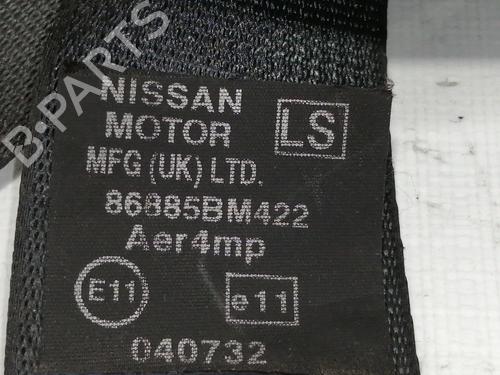 B-PARTS
NISSAN
MOTOR
LS
MFG (UK) LTD.
86885BM422
Aer4mp
E11
e11
040732